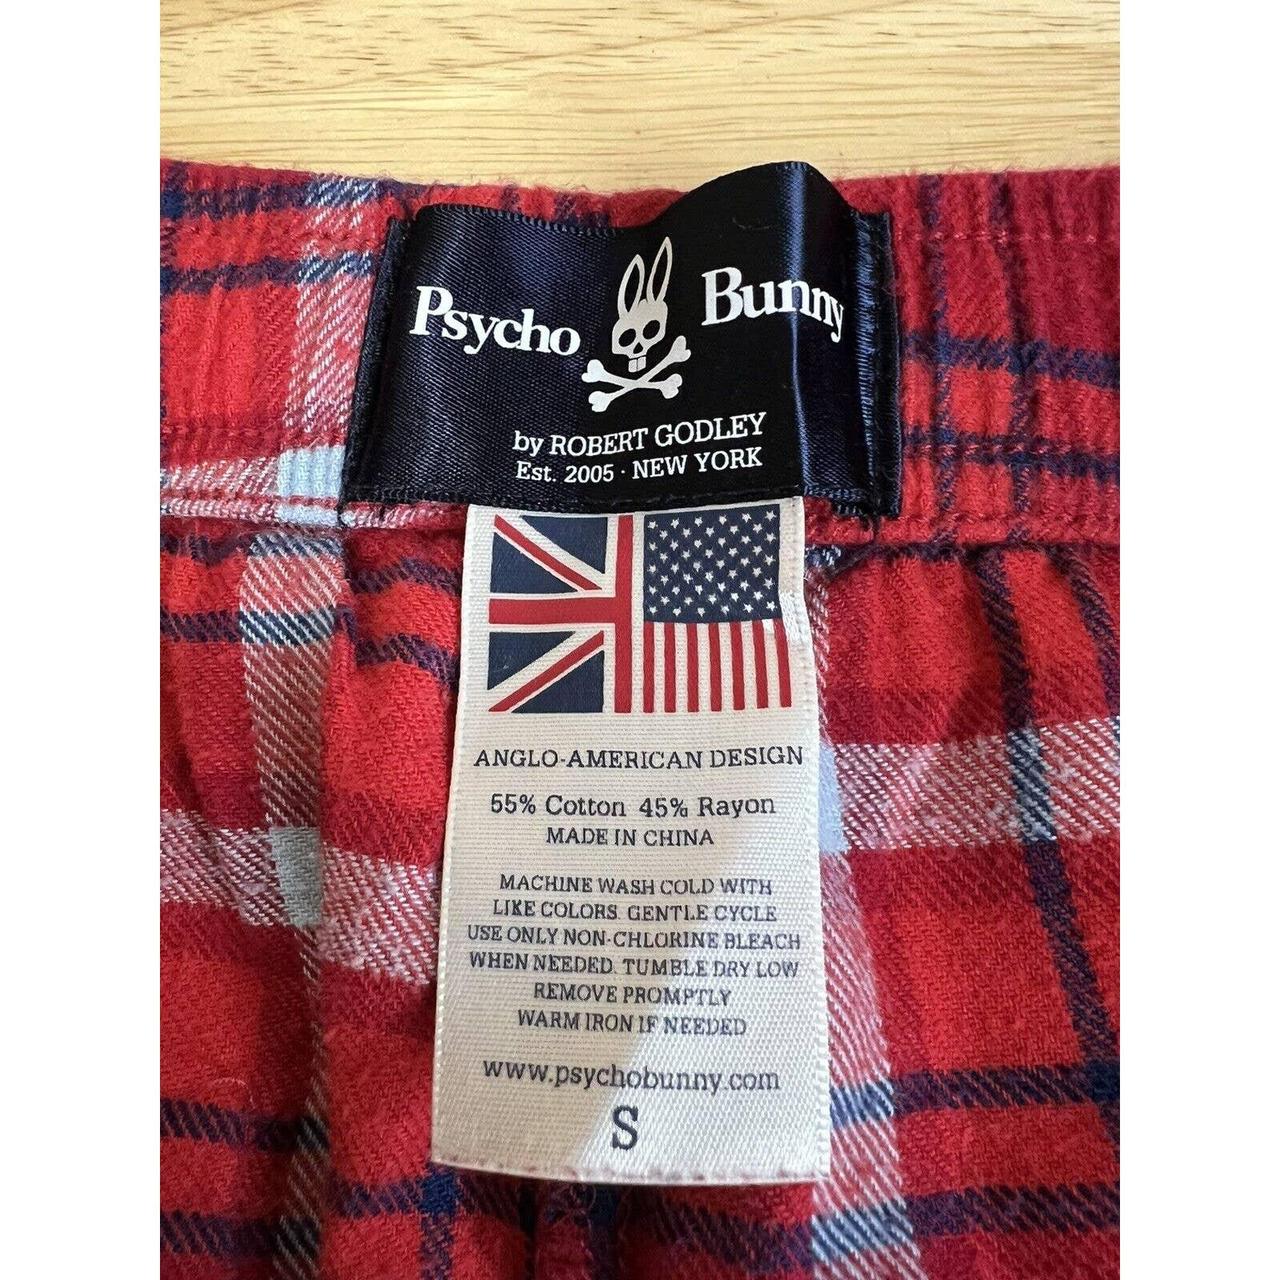 Psycho Bunny
by ROBERT GODLEY
Est. 2005 · NEW YORK
ANGLO-AMERICAN DESIGN
55% Cotton 45% Rayon
MADE IN CHINA
MACHINE WASH COLD WITH
LIKE COLORS. GENTLE CYCLE
USE ONLY NON-CHLORINE BLEACH
WHEN NEEDED. TUMBLE DRY LOW
REMOVE PROMPTLY
WARM IRON IF NEEDED
www.psychobunny.com
S